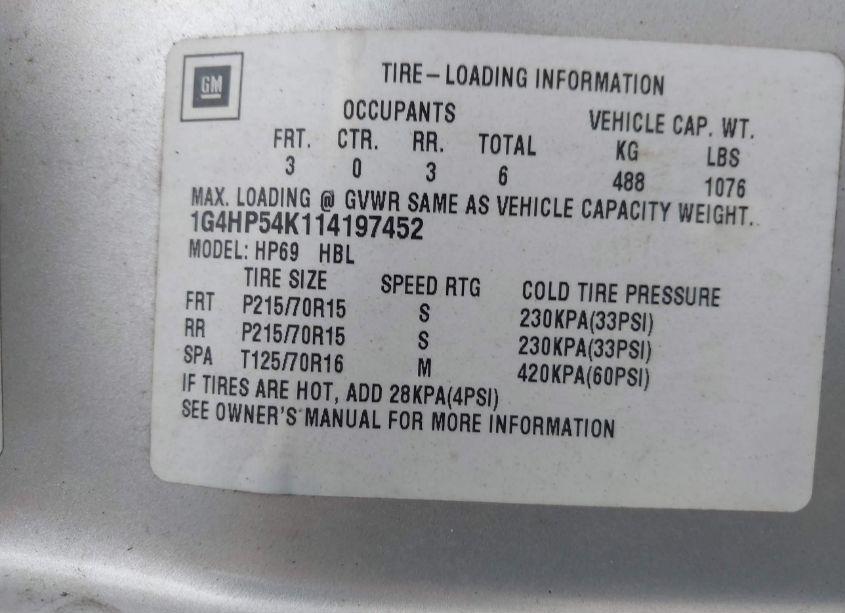 GM
TIRE-LOADING INFORMATION
OCCUPANTS VEHICLE CAP. WT.
FRT. CTR. RR. TOTAL KG LBS
3 0 3 6 488 1076
MAX. LOADING @ GVWR SAME AS VEHICLE CAPACITY WEIGHT.
1G4HP54K114197452
MODEL: HP69 HBL
TIRE SIZE SPEED RTG COLD TIRE PRESSURE
FRT P215/70R15 S 230KPA(33PSI)
RR P215/70R15 S 230KPA(33PSI)
SPA T125/70R16 M 420KPA(60PSI)
IF TIRES ARE HOT, ADD 28KPA(4PSI)
SEE OWNER'S MANUAL FOR MORE INFORMATION